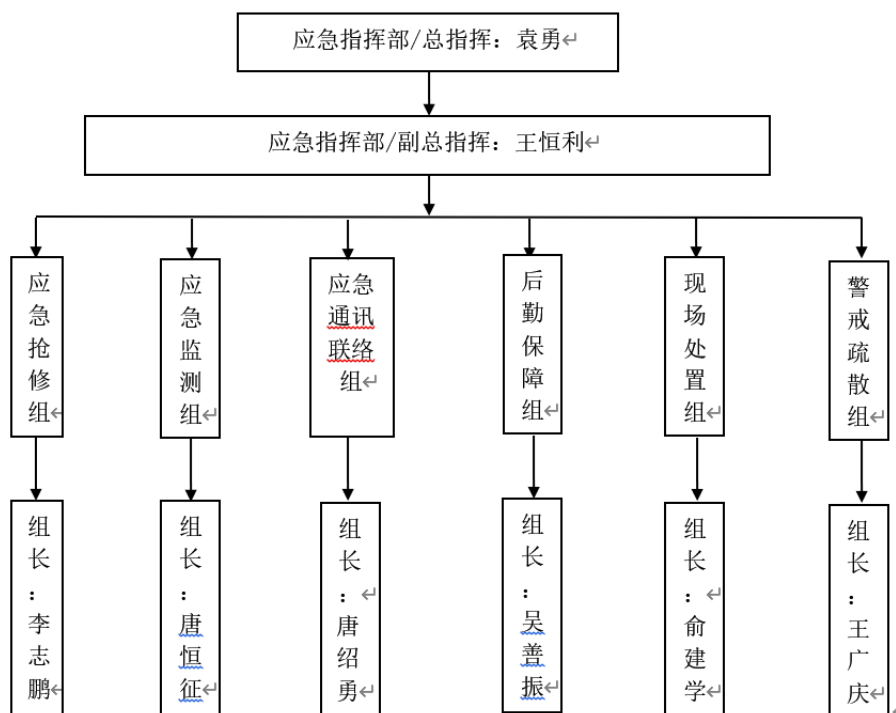 应急指挥部/总指挥：袁勇
应急指挥部/副总指挥：王恒利
应急抢修组
应急监测组
应急
通讯
联络
组
后勤保障组
现场处置组
警戒疏散组
组长：李志鹏
组长：唐恒征
组长：唐绍勇
组长：吴善振
组长：俞建学
组长：王广庆